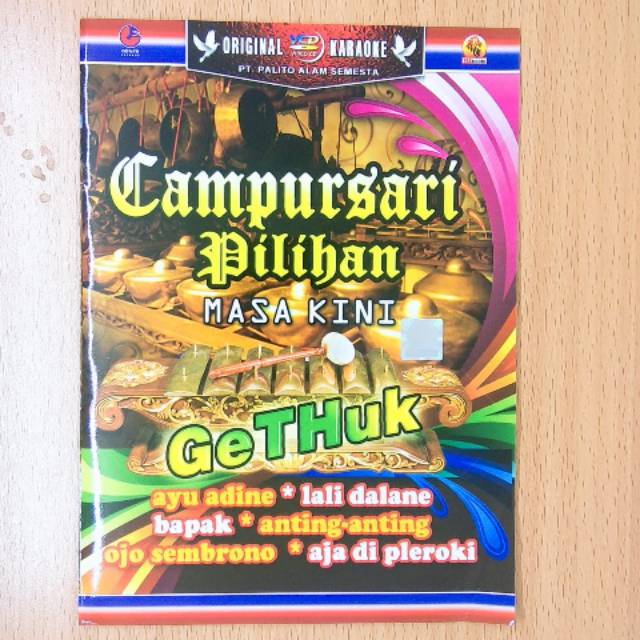 ORIGINAL VCD KARAOKE
PT. PALITO ALAM SEMESTA
Campursari
Pilihan
MASA KINI
GeTHuk
ayu adine * lali dalane
bapak * anting-anting
ojo sembrono * aja di pleroki